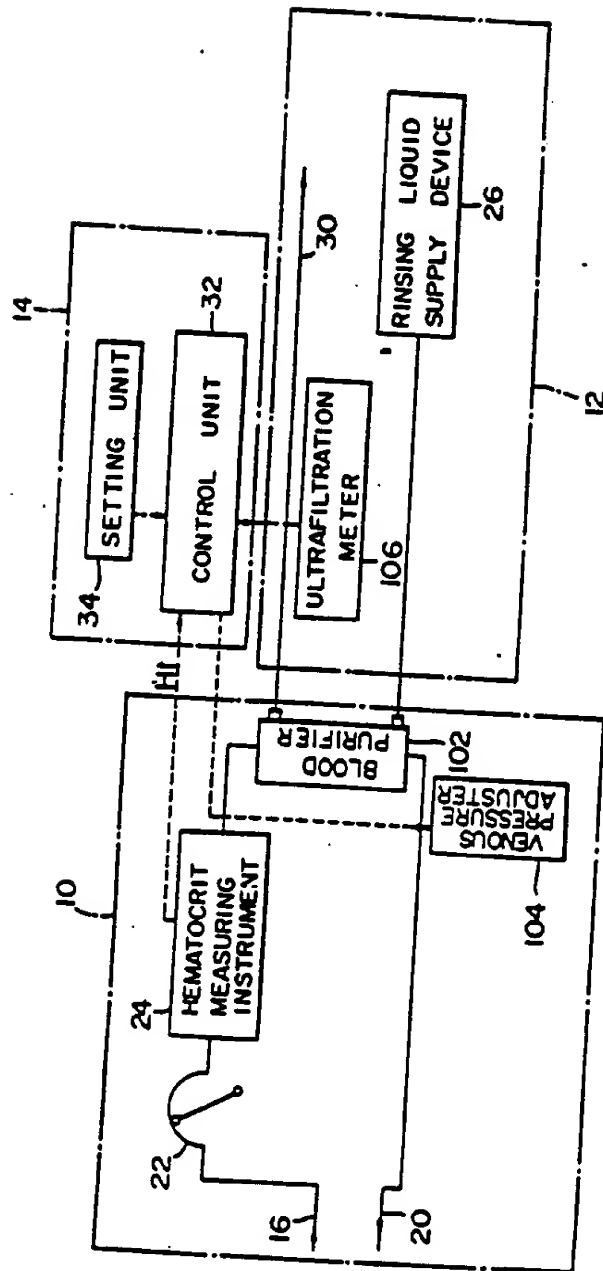 14
SETTING UNIT
34
32
CONTROL UNIT
Ht
10
24
HEMATOCRIT
MEASURING
INSTRUMENT
22
16
20
BLOOD
PURIFIER
102
VENOUS
PRESSURE
ADJUSTER
104
30
ULTRAFILTRATION
METER
106
RINSING LIQUID
SUPPLY DEVICE
26
12